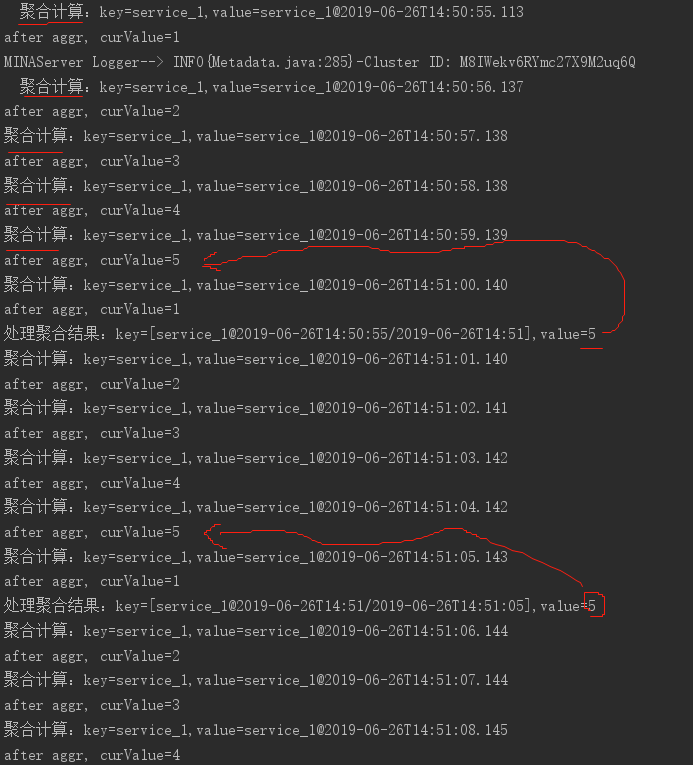 聚合计算：key=service_1,value=service_1@2019-06-26T14:50:55.113
after aggr, curValue=1
MINAServer Logger--> INFO{Metadata.java:285}-Cluster ID: M8IWekv6RYmc27X9M2uq6Q
聚合计算：key=service_1,value=service_1@2019-06-26T14:50:56.137
after aggr, curValue=2
聚合计算：key=service_1,value=service_1@2019-06-26T14:50:57.138
after aggr, curValue=3
聚合计算：key=service_1,value=service_1@2019-06-26T14:50:58.138
after aggr, curValue=4
聚合计算：key=service_1,value=service_1@2019-06-26T14:50:59.139
after aggr, curValue=5
聚合计算：key=service_1,value=service_1@2019-06-26T14:51:00.140
after aggr, curValue=1
处理聚合结果：key=[service_1@2019-06-26T14:50:55/2019-06-26T14:51],value=5
聚合计算：key=service_1,value=service_1@2019-06-26T14:51:01.140
after aggr, curValue=2
聚合计算：key=service_1,value=service_1@2019-06-26T14:51:02.141
after aggr, curValue=3
聚合计算：key=service_1,value=service_1@2019-06-26T14:51:03.142
after aggr, curValue=4
聚合计算：key=service_1,value=service_1@2019-06-26T14:51:04.142
after aggr, curValue=5
聚合计算：key=service_1,value=service_1@2019-06-26T14:51:05.143
after aggr, curValue=1
处理聚合结果：key=[service_1@2019-06-26T14:51/2019-06-26T14:51:05],value=5
聚合计算：key=service_1,value=service_1@2019-06-26T14:51:06.144
after aggr, curValue=2
聚合计算：key=service_1,value=service_1@2019-06-26T14:51:07.144
after aggr, curValue=3
聚合计算：key=service_1,value=service_1@2019-06-26T14:51:08.145
after aggr, curValue=4